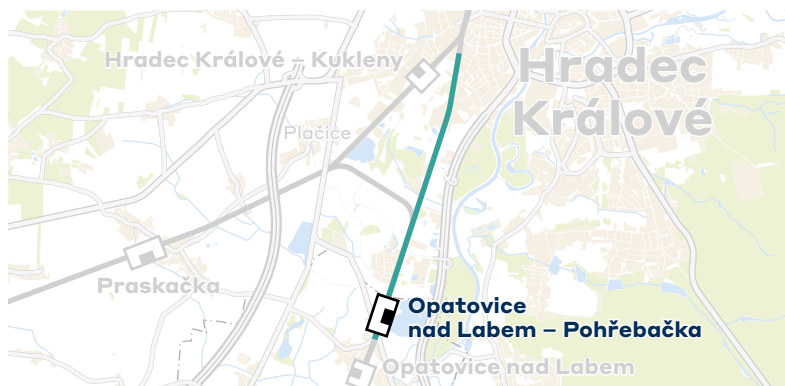 Hradec Králové – Kukleny
Hradec
Králové
Plačice
Praskačka
Opatovice
nad Labem – Pohřebačka
Opatovice nad Labem